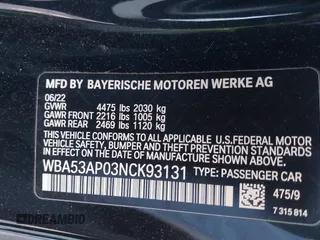 MFD BY BAYERISCHE MOTOREN WERKE AG
06/22
GVWR 4475 lbs 2030 kg
GAWR FRONT 2216 lbs 1005 kg
GAWR REAR 2469 lbs 1120 kg
THIS VEHICLE CONFORMS TO ALL APPLICABLE
U.S. FEDERAL MOTOR VEHICLE SAFETY, BUMPER,
AND THEFT PREVENTION STANDARDS IN EFFECT
ON THE DATE OF MANUFACTURE SHOWN ABOVE.
WBA53AP03NCK93131 TYPE: PASSENGER CAR
475/9
7 315 814
DREAMBID